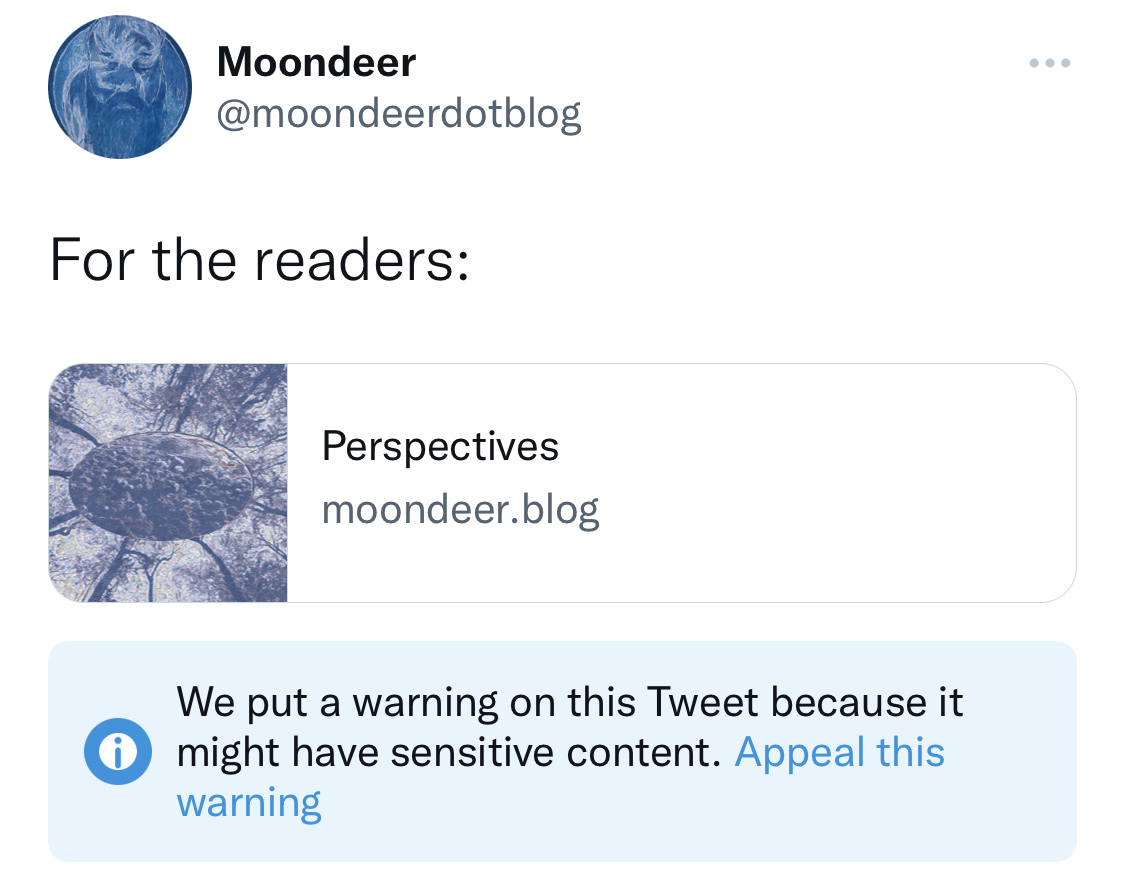 Moondeer
@moondeerdotblog
For the readers:
Perspectives
moondeer.blog
We put a warning on this Tweet because it
might have sensitive content. Appeal this
warning